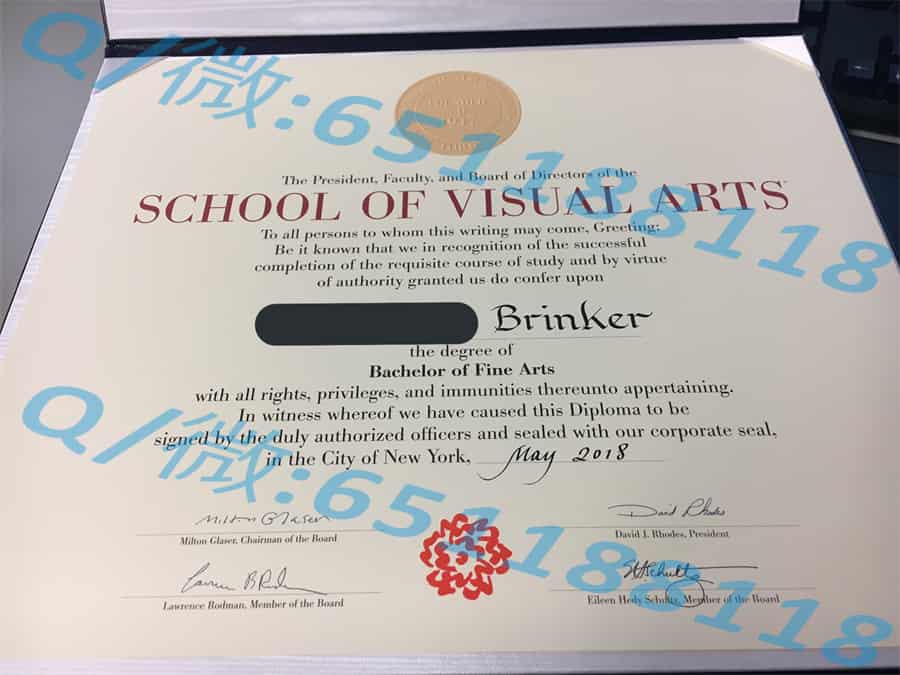 Q/微:651188118
The President, Faculty, and Board of Directors of the
SCHOOL OF VISUAL ARTS
To all persons to whom this writing may come, Greeting:
Be it known that we in recognition of the successful
completion of the requisite course of study and by virtue
of authority granted us do confer upon
Brinker
the degree of
Bachelor of Fine Arts
with all rights, privileges, and immunities thereunto appertaining.
In witness whereof we have caused this Diploma to be
signed by the duly authorized officers and sealed with our corporate seal,
in the City of New York, May 2018
Q/微:651188118
Milton Glaser
Milton Glaser, Chairman of the Board
David Rhodes
David J. Rhodes, President
Lawrence Rodman, Member of the Board
Eileen Hedy Schultz, Member of the Board